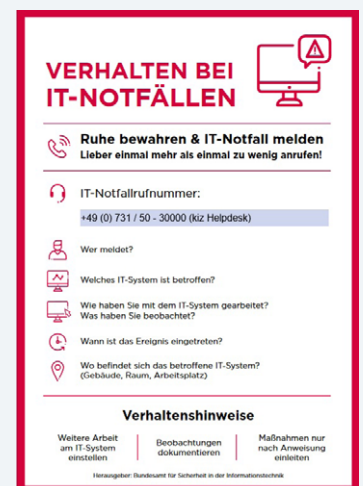 VERHALTEN BEI
IT-NOTFÄLLEN
Ruhe bewahren & IT-Notfall melden
Lieber einmal mehr als einmal zu wenig anrufen!
IT-Notfallrufnummer:
+49 (0) 731 / 50 - 30000 (kiz Helpdesk)
Wer meldet?
Welches IT-System ist betroffen?
Wie haben Sie mit dem IT-System gearbeitet?
Was haben Sie beobachtet?
Wann ist das Ereignis eingetreten?
Wo befindet sich das betroffene IT-System?
(Gebäude, Raum, Arbeitsplatz)
Verhaltenshinweise
Weitere Arbeit
am IT-System
einstellen
Beobachtungen
dokumentieren
Maßnahmen nur
nach Anweisung
einleiten
Herausgeber: Bundesamt für Sicherheit in der Informationstechnik